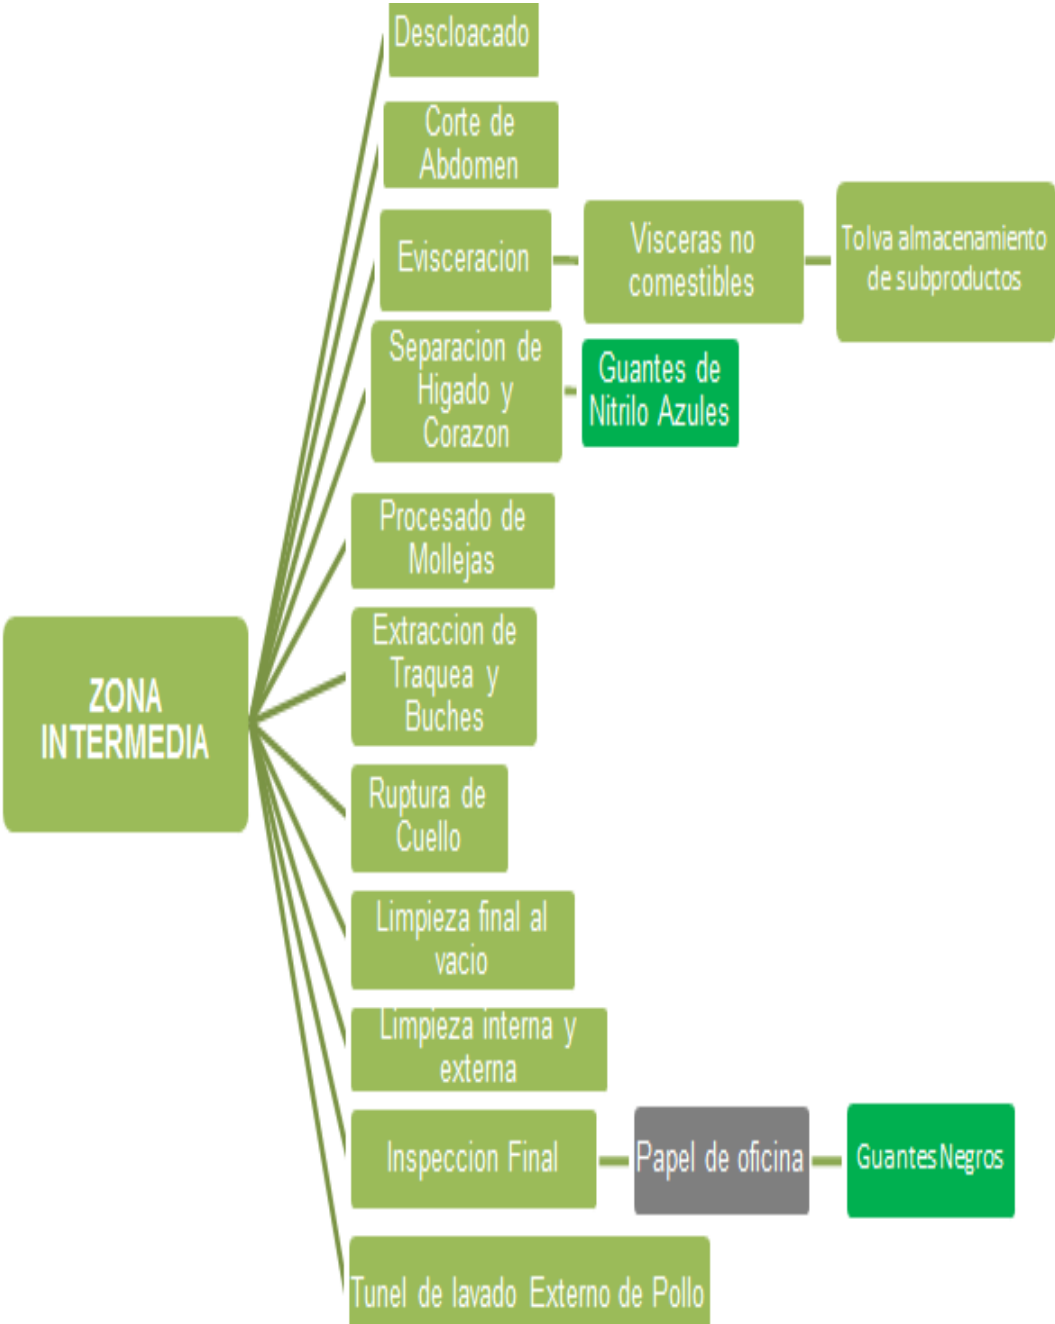 Descloacado
Corte de
Abdomen
Evisceracion
Visceras no
comestibles
Tolva almacenamiento
de subproductos
Separacion de
Higado y
Corazon
Guantes de
Nitrilo Azules
Procesado de
Mollejas
Extraccion de
Traquea y
Buches
ZONA
INTERMEDIA
Ruptura de
Cuello
Limpieza final al
vacio
Limpieza interna y
externa
Inspeccion Final
Papel de oficina
Guantes Negros
Tunel de lavado Externo de Pollo